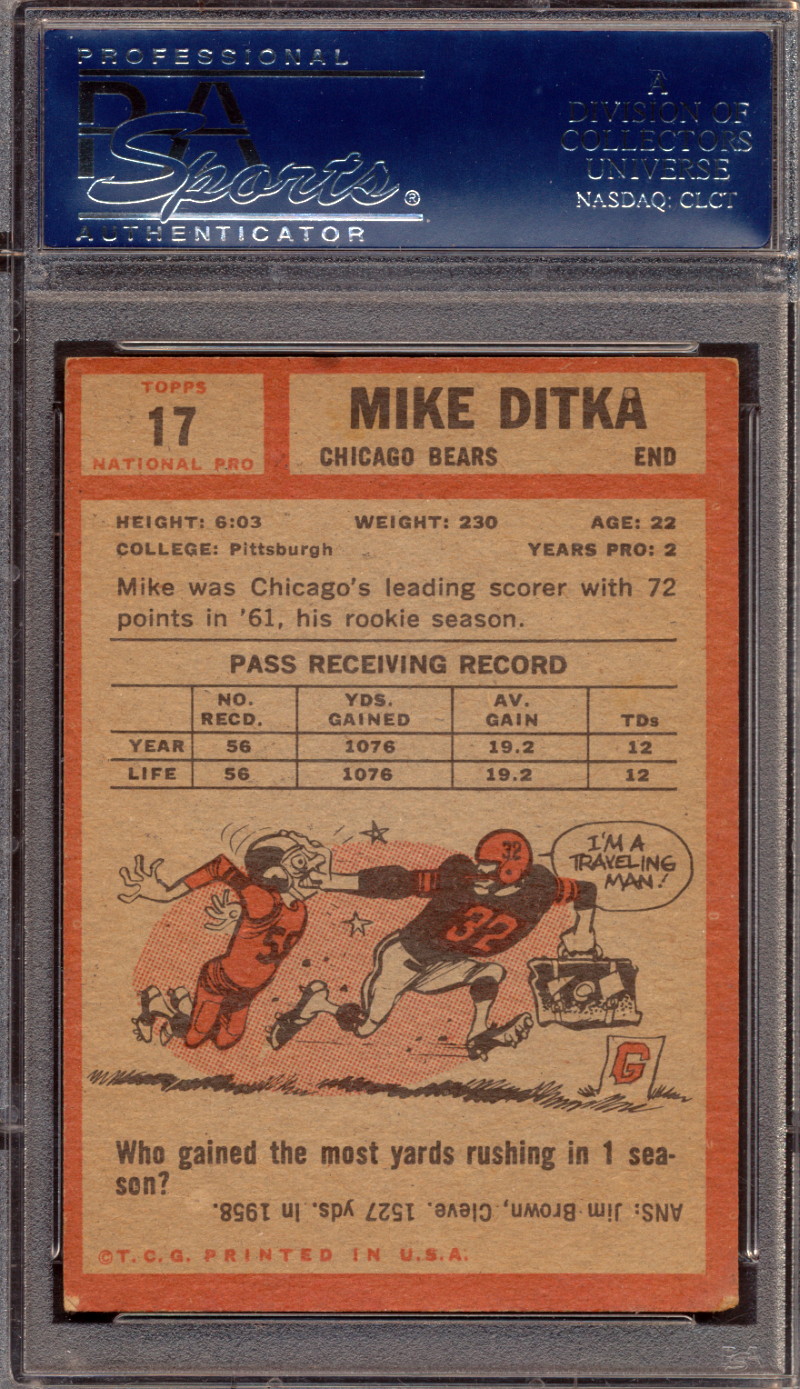 PROFESSIONAL
PSA
Sports®
AUTHENTICATOR
A
DIVISION OF
COLLECTORS
UNIVERSE
NASDAQ: CLCT
TOPPS
17
NATIONAL PRO
MIKE DITKA
CHICAGO BEARS END
HEIGHT: 6:03 WEIGHT: 230 AGE: 22
COLLEGE: Pittsburgh YEARS PRO: 2
Mike was Chicago's leading scorer with 72
points in '61, his rookie season.
PASS RECEIVING RECORD
NO. YDS. AV.
RECD. GAINED GAIN TDs
YEAR 56 1076 19.2 12
LIFE 56 1076 19.2 12
32
I'M A
TRAVELING
MAN!
32
G
Who gained the most yards rushing in 1 sea-
son?
ANS: Jim Brown, Cleve. 1527 yds. in 1958.
©T.C.G. PRINTED IN U.S.A.
PSA